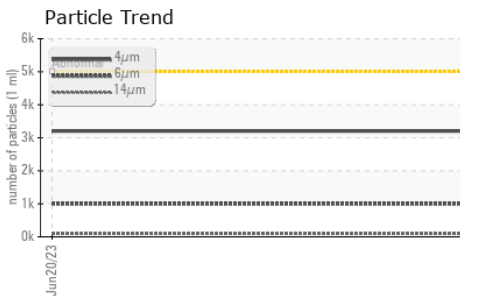 Particle Trend
6k
5k
4k
3k
2k
1k
0k
number of particles (1 ml)
Abnormal
4μm
6μm
14μm
Jun20/23